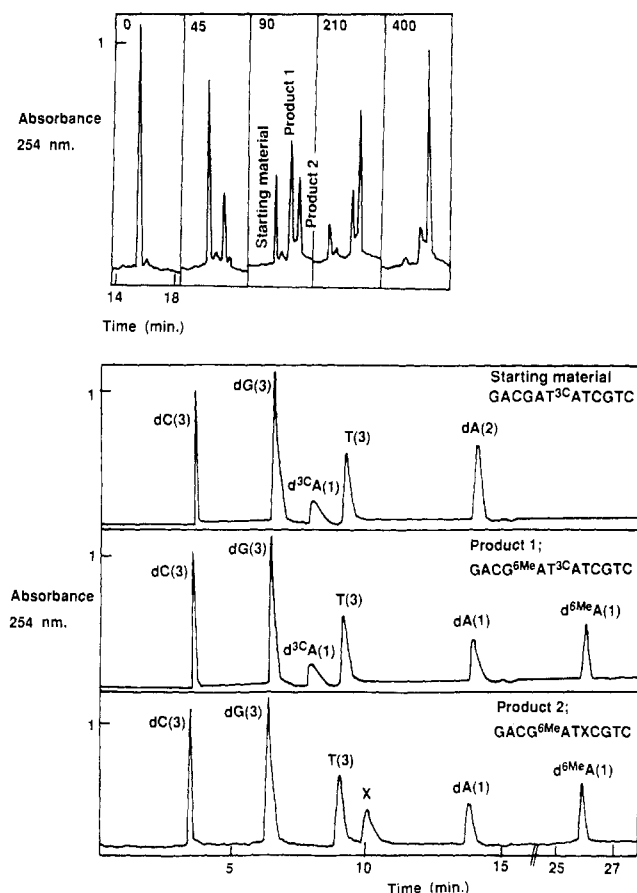 0 45 90 210 400
1
Absorbance
254 nm.
Starting material
Product 1
Product 2
14 18
Time (min.)
Starting material
GACGAT³ᶜATCGTC
1
dC(3)
dG(3)
d³ᶜA(1)
T(3)
dA(2)
Product 1;
GACG⁶ᴹᵉAT³ᶜATCGTC
1
Absorbance
254 nm.
dC(3)
dG(3)
d³ᶜA(1)
T(3)
dA(1)
d⁶ᴹᵉA(1)
Product 2;
GACG⁶ᴹᵉATXCGTC
1
dC(3)
dG(3)
T(3)
X
dA(1)
d⁶ᴹᵉA(1)
5 10 15 25 27
Time (min.)